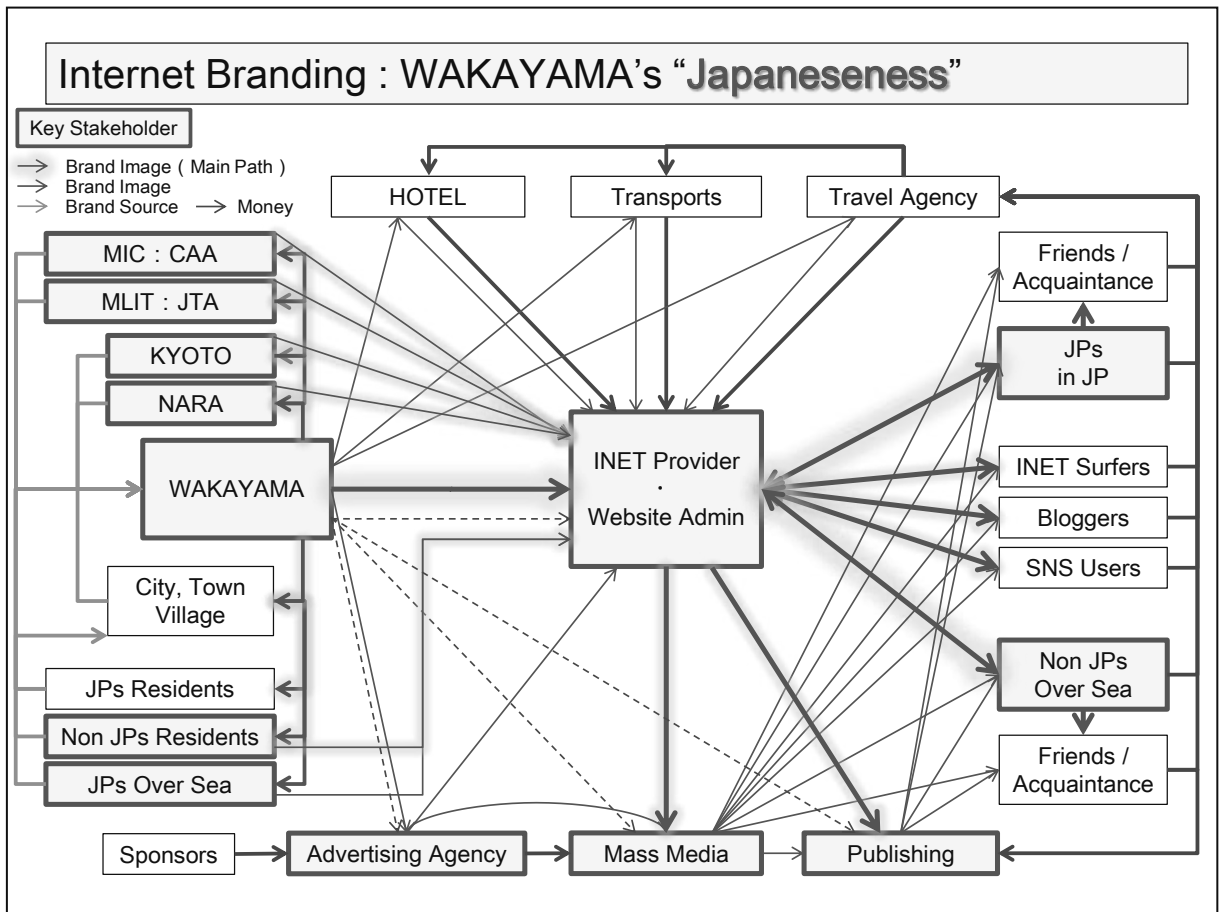 Internet Branding : WAKAYAMA's “Japaneseness”
Key Stakeholder
Brand Image ( Main Path )
Brand Image
Brand Source
Money
HOTEL
Transports
Travel Agency
MIC : CAA
MLIT : JTA
KYOTO
NARA
WAKAYAMA
City, Town
Village
JPs Residents
Non JPs Residents
JPs Over Sea
INET Provider
・
Website Admin
Friends /
Acquaintance
JPs
in JP
INET Surfers
Bloggers
SNS Users
Non JPs
Over Sea
Friends /
Acquaintance
Sponsors
Advertising Agency
Mass Media
Publishing